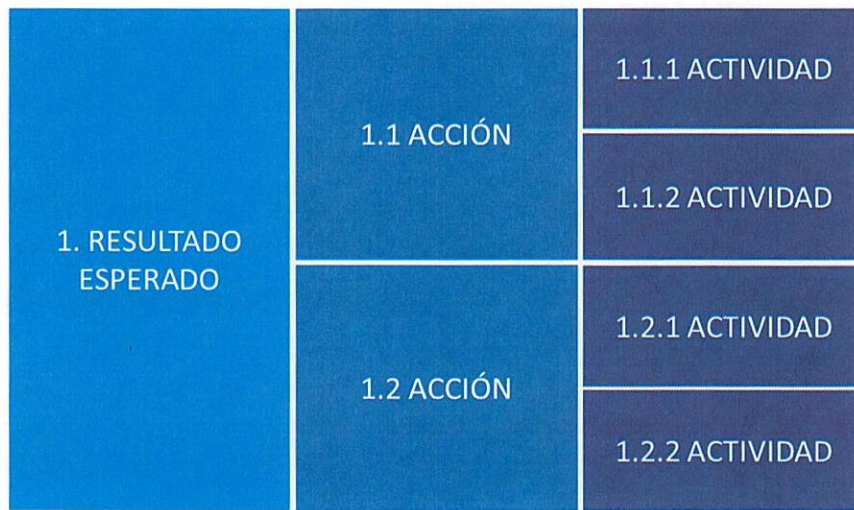 1. RESULTADO
ESPERADO
1.1 ACCIÓN
1.1.1 ACTIVIDAD
1.1.2 ACTIVIDAD
1.2 ACCIÓN
1.2.1 ACTIVIDAD
1.2.2 ACTIVIDAD